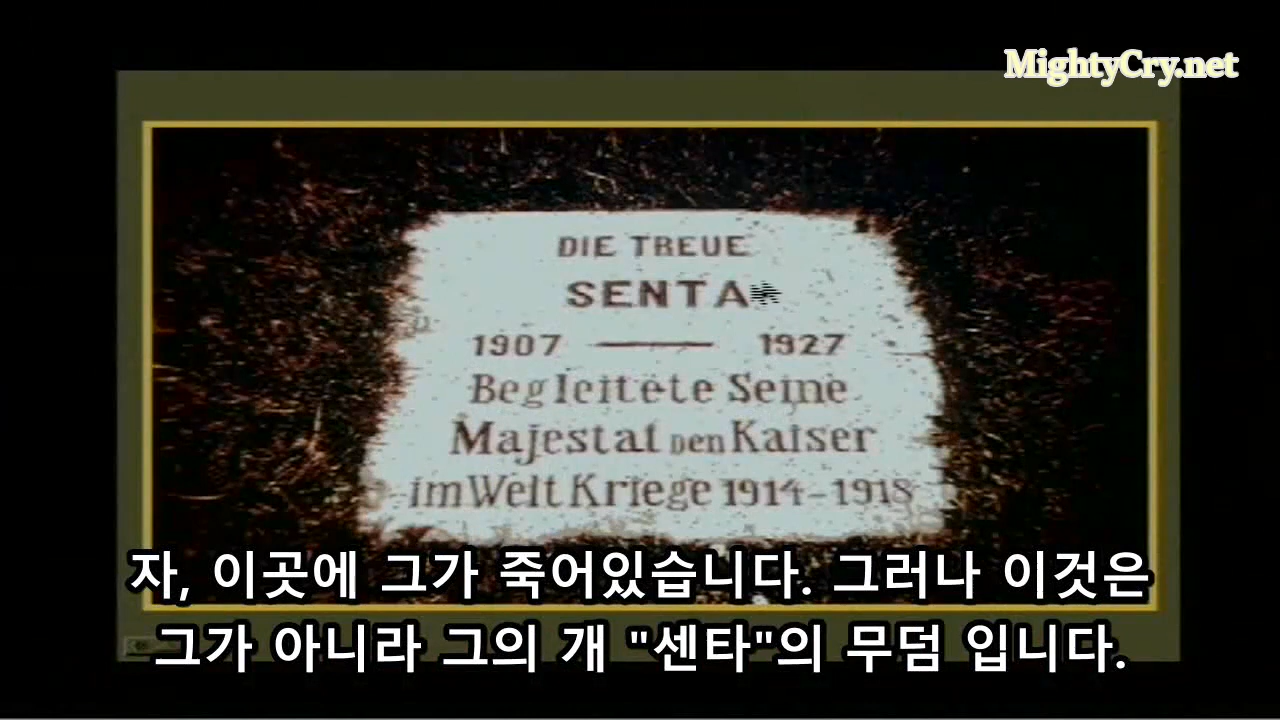 MightyCry.net
DIE TREUE
SENTA
1907 — 1927
Begleitete Seine
Majestat den Kaiser
im Welt Kriege 1914-1918
자, 이곳에 그가 죽어있습니다. 그러나 이것은
그가 아니라 그의 개 "센타"의 무덤 입니다.